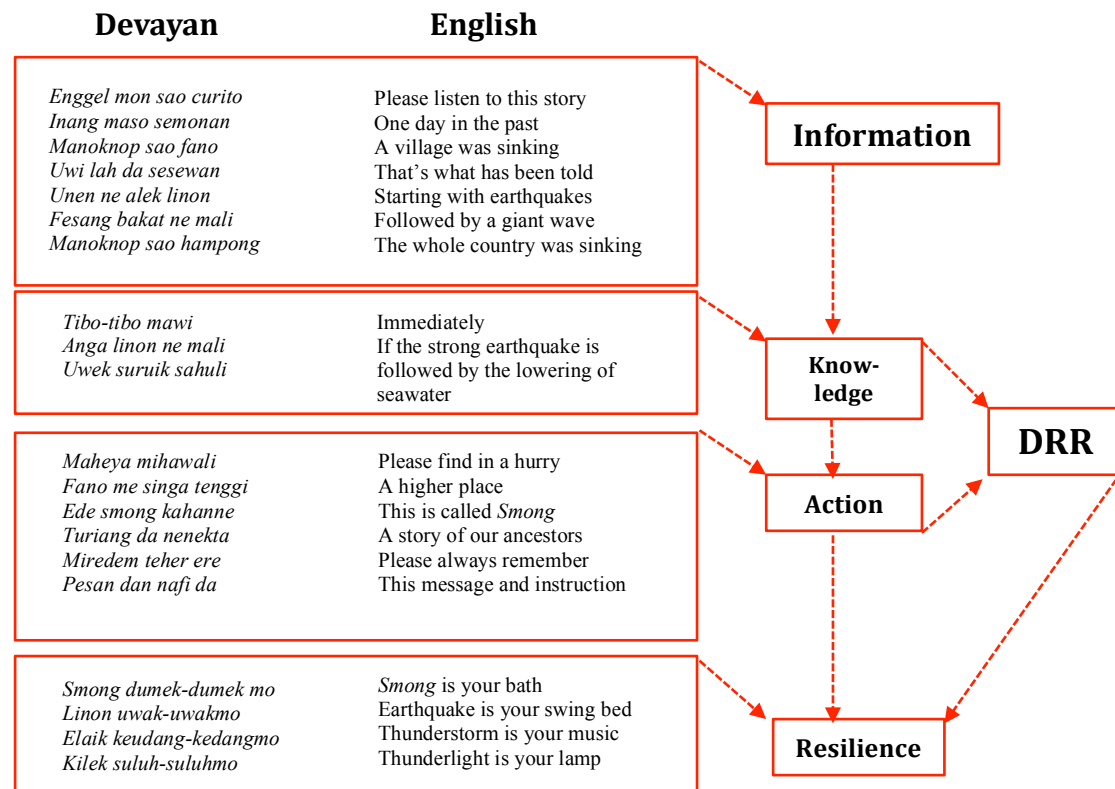 Devayan English
Enggel mon sao curito Please listen to this story
Inang maso semonan One day in the past
Manoknop sao fano A village was sinking
Uwi lah da sesewan That's what has been told
Unen ne alek linon Starting with earthquakes
Fesang bakat ne mali Followed by a giant wave
Manoknop sao hampong The whole country was sinking
Information
Tibo-tibo mawi Immediately
Anga linon ne mali If the strong earthquake is
Uwek suruik sahuli followed by the lowering of
seawater
Know-
ledge
DRR
Maheya mihawali Please find in a hurry
Fano me singa tenggi A higher place
Ede smong kahanne This is called Smong
Turiang da nenekta A story of our ancestors
Miredem teher ere Please always remember
Pesan dan nafi da This message and instruction
Action
Smong dumek-dumek mo Smong is your bath
Linon uwak-uwakmo Earthquake is your swing bed
Elaik keudang-kedangmo Thunderstorm is your music
Kilek suluh-suluhmo Thunderlight is your lamp
Resilience